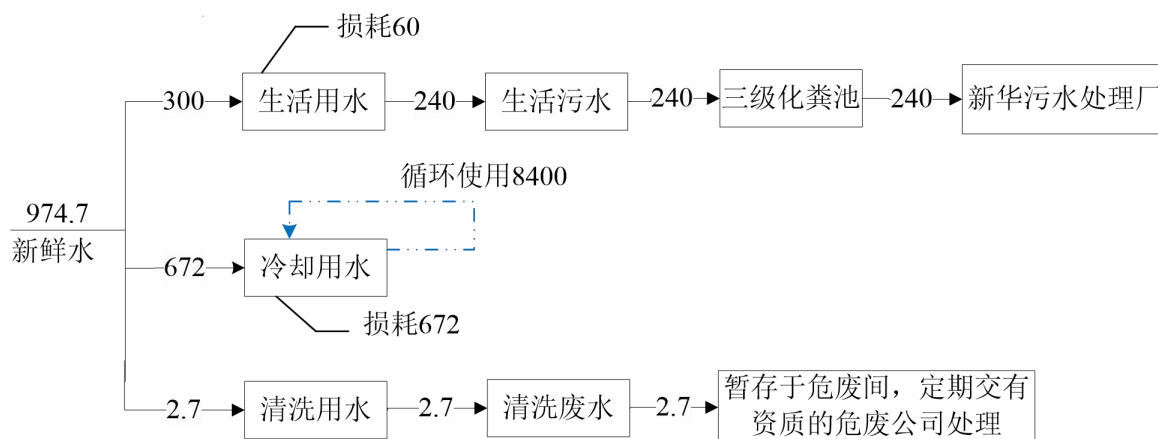 损耗60
300
生活用水
240
生活污水
240
三级化粪池
240
新华污水处理厂
循环使用8400
974.7
新鲜水
672
冷却用水
损耗672
2.7
清洗用水
2.7
清洗废水
2.7
暂存于危废间，定期交有
资质的危废公司处理